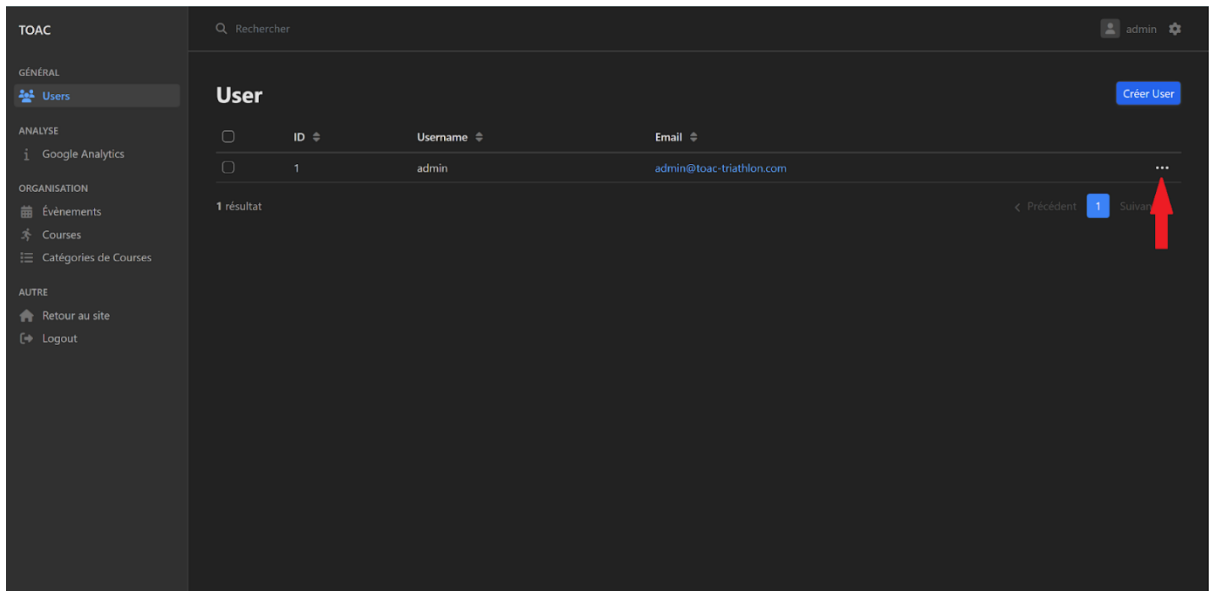 TOAC
Rechercher
admin
GÉNÉRAL
Users
ANALYSE
Google Analytics
ORGANISATION
Évènements
Courses
Catégories de Courses
AUTRE
Retour au site
Logout
User
Créer User
ID Username Email
1 admin admin@toac-triathlon.com ...
1 résultat
Précédent 1